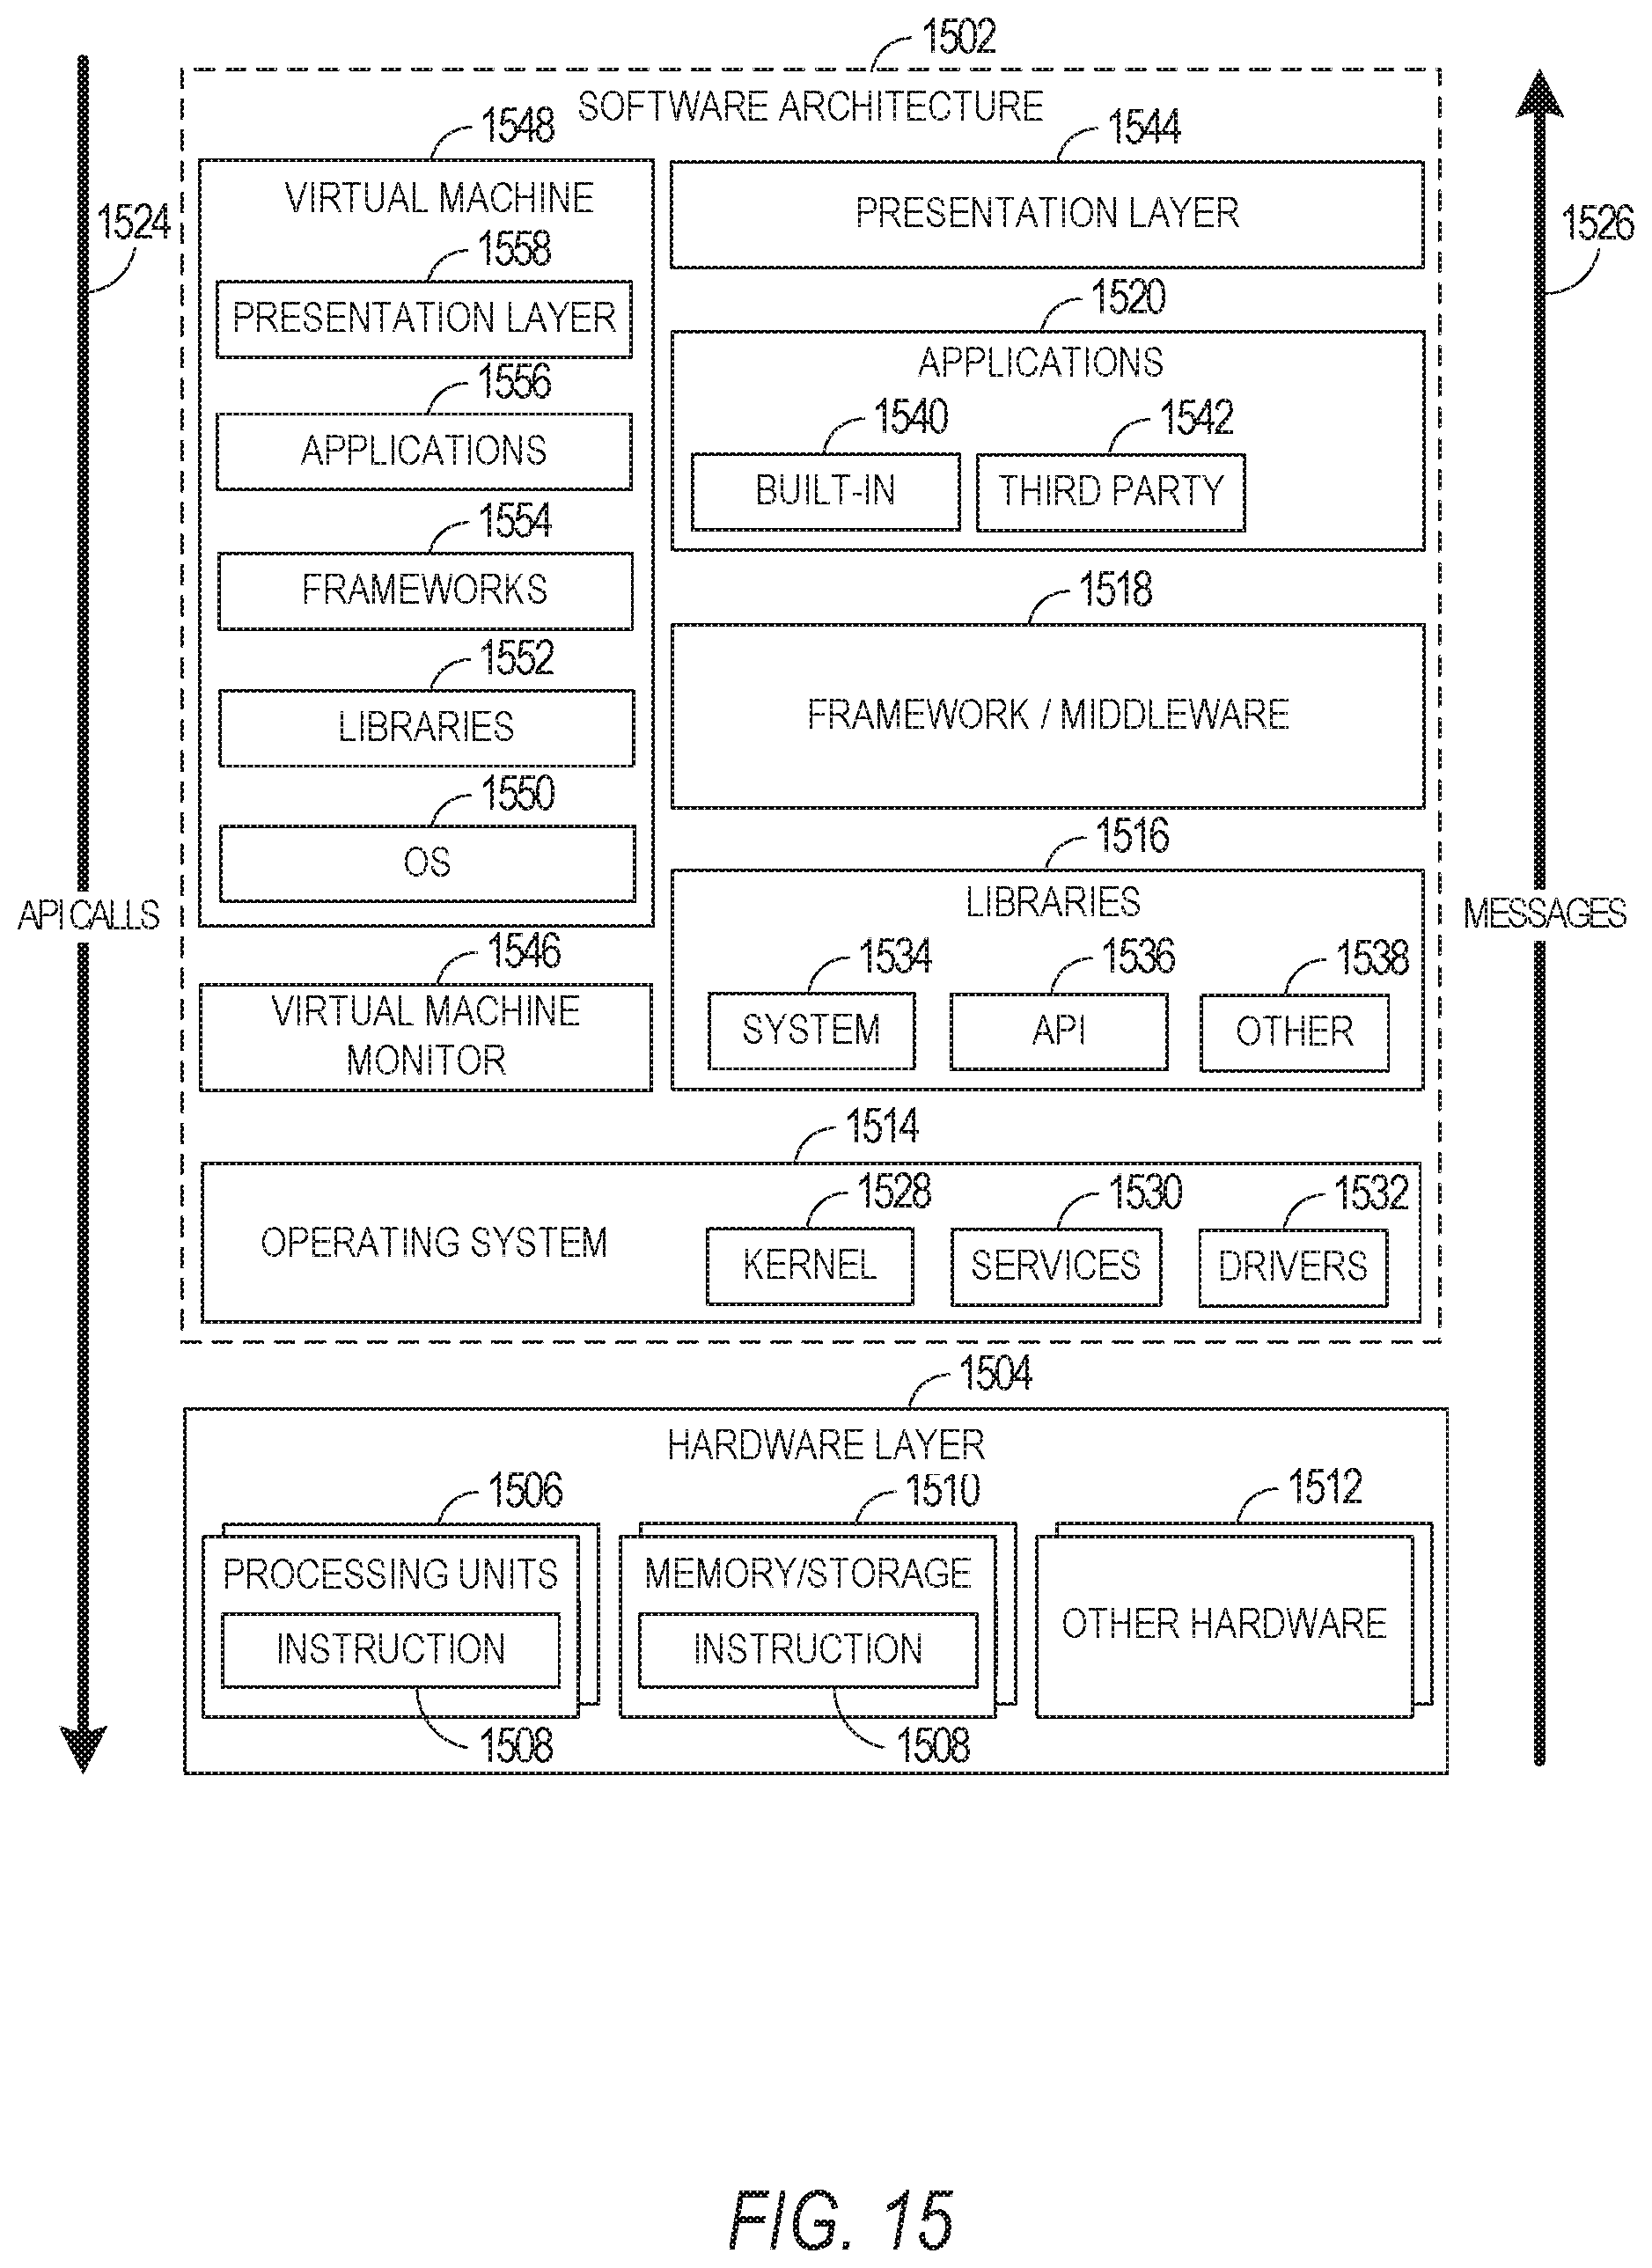 1502
SOFTWARE ARCHITECTURE
1548
VIRTUAL MACHINE
1558
PRESENTATION LAYER
1556
APPLICATIONS
1554
FRAMEWORKS
1552
LIBRARIES
1550
OS
1546
VIRTUAL MACHINE
MONITOR
1544
PRESENTATION LAYER
1520
APPLICATIONS
1540
BUILT-IN
1542
THIRD PARTY
1518
FRAMEWORK / MIDDLEWARE
1516
LIBRARIES
1534
SYSTEM
1536
API
1538
OTHER
1514
OPERATING SYSTEM
1528
KERNEL
1530
SERVICES
1532
DRIVERS
1524
API CALLS
1526
MESSAGES
1504
HARDWARE LAYER
1506
PROCESSING UNITS
INSTRUCTION
1508
1510
MEMORY/STORAGE
INSTRUCTION
1508
1512
OTHER HARDWARE
FIG. 15